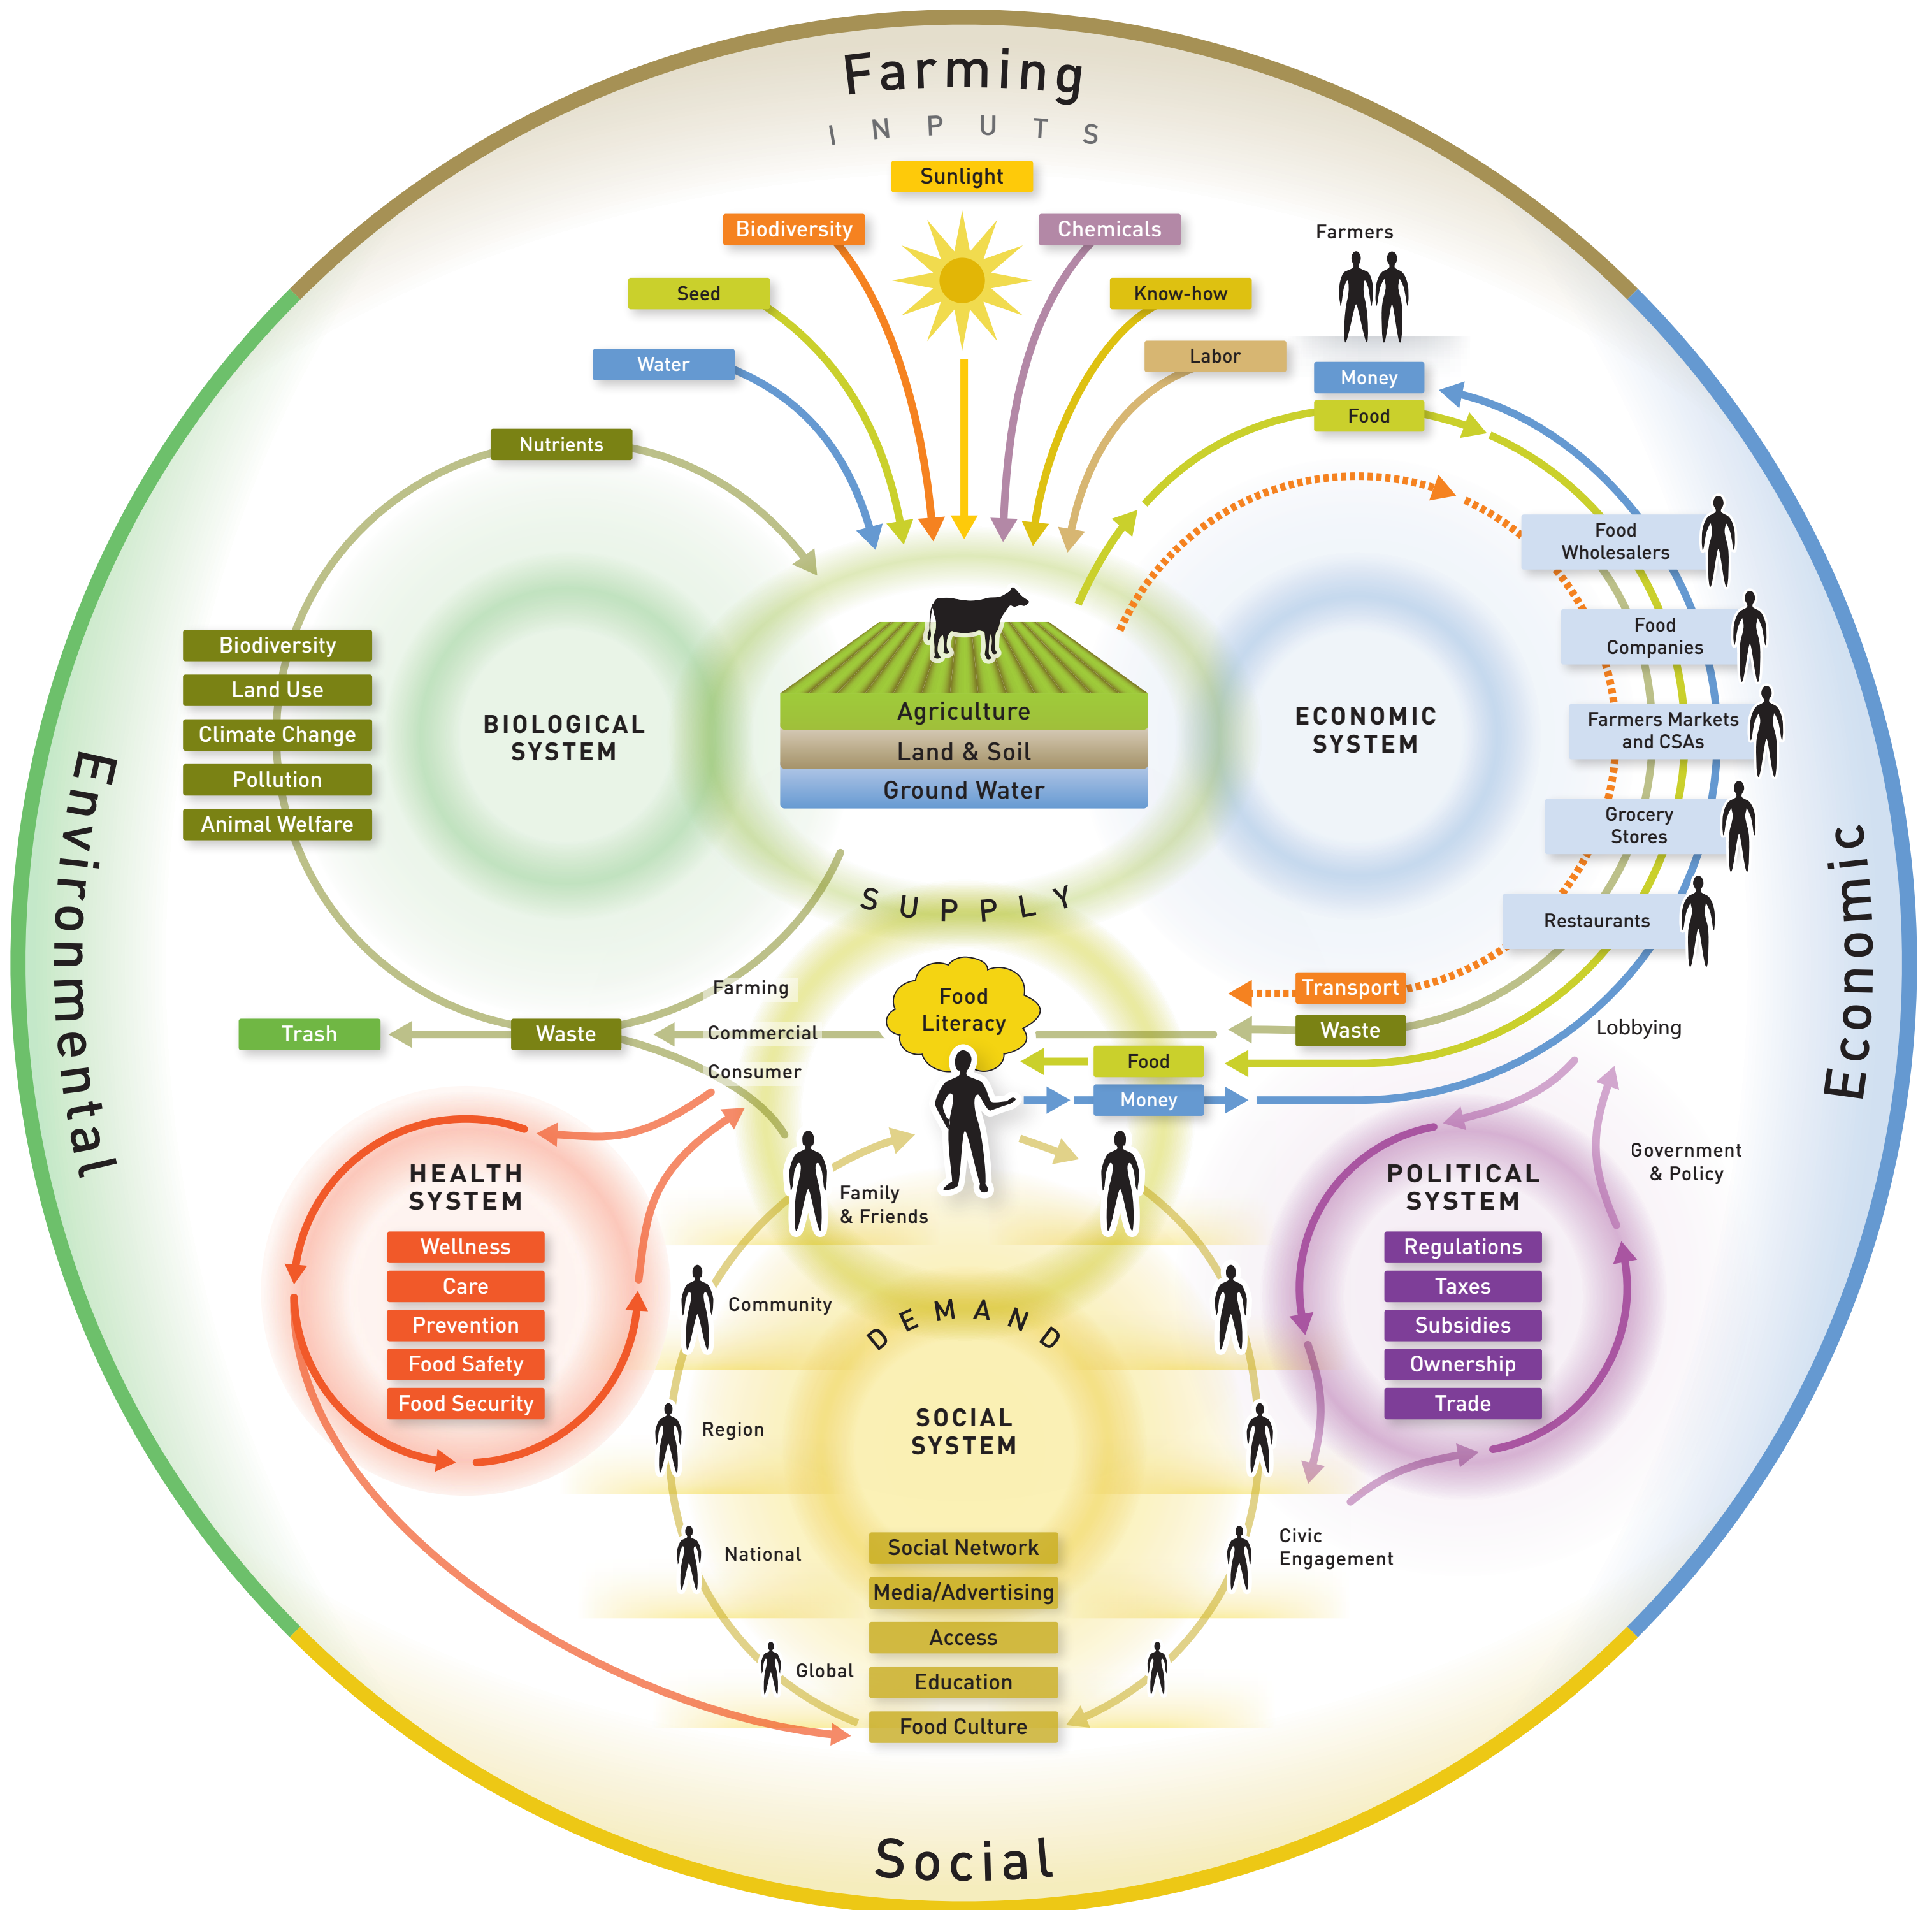 Farming
INPUTS
Sunlight
Biodiversity
Chemicals
Farmers
Seed
Know-how
Water
Labor
Money
Food
Nutrients
Food
Wholesalers
Food
Companies
Farmers Markets
and CSAs
Grocery
Stores
Restaurants
Biodiversity
Land Use
Climate Change
Pollution
Animal Welfare
BIOLOGICAL
SYSTEM
Agriculture
Land & Soil
Ground Water
ECONOMIC
SYSTEM
Environmental
Economic
SUPPLY
Farming
Commercial
Consumer
Trash
Waste
Food
Literacy
Transport
Waste
Food
Money
Lobbying
Government
& Policy
HEALTH
SYSTEM
Wellness
Care
Prevention
Food Safety
Food Security
Family
& Friends
Community
Region
National
Global
DEMAND
SOCIAL
SYSTEM
Social Network
Media/Advertising
Access
Education
Food Culture
POLITICAL
SYSTEM
Regulations
Taxes
Subsidies
Ownership
Trade
Civic
Engagement
Social